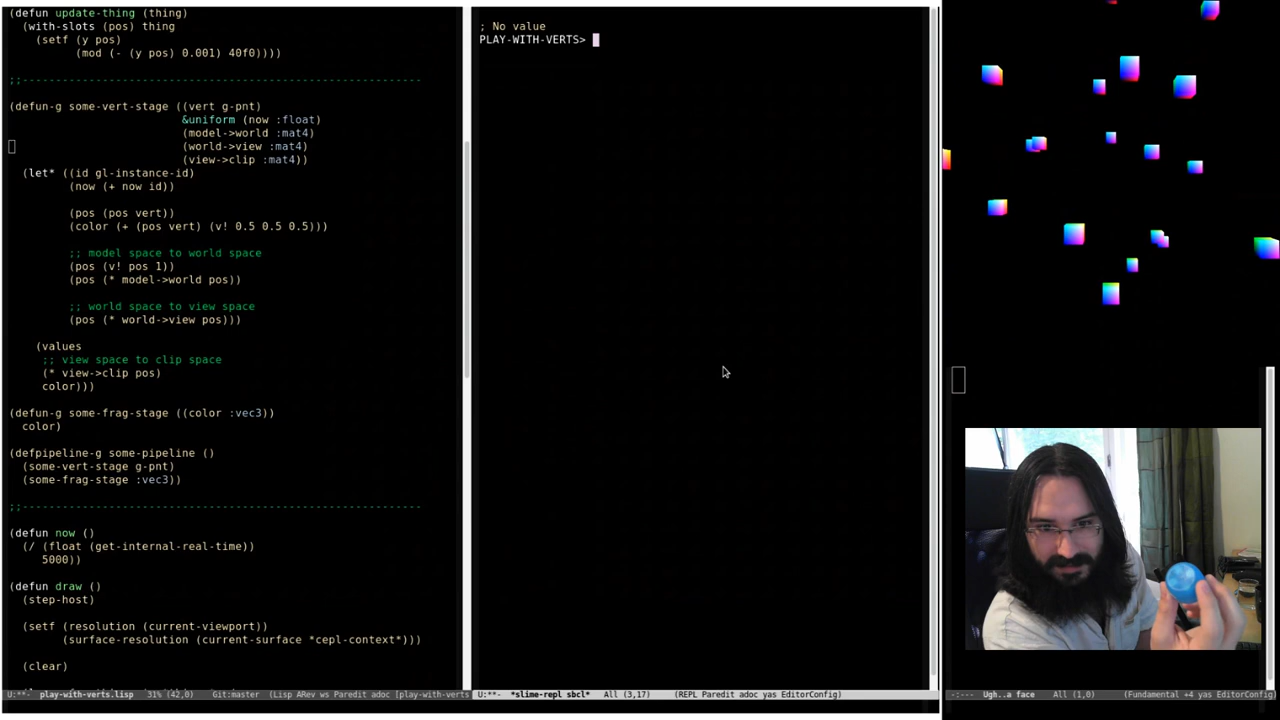 (defun update-thing (thing)
(with-slots (pos) thing
(setf (y pos)
(mod (- (y pos) 0.001) 40f0))))
;;------------------------------------------------------------
(defun-g some-vert-stage ((vert g-pnt)
&uniform (now :float)
(model->world :mat4)
(world->view :mat4)
(view->clip :mat4))
(let* ((id gl-instance-id)
(now (+ now id))
(pos (pos vert))
(color (+ (pos vert) (v! 0.5 0.5 0.5)))
;; model space to world space
(pos (v! pos 1))
(pos (* model->world pos))
;; world space to view space
(pos (* world->view pos)))
(values
;; view space to clip space
(* view->clip pos)
color)))
(defun-g some-frag-stage ((color :vec3))
color)
(defpipeline-g some-pipeline ()
(some-vert-stage g-pnt)
(some-frag-stage :vec3))
;;------------------------------------------------------------
(defun now ()
(/ (float (get-internal-real-time))
5000))
(defun draw ()
(step-host)
(setf (resolution (current-viewport))
(surface-resolution (current-surface *cepl-context*)))
(clear)
U:**- play-with-verts.lisp 31% (42,0) Git:master (Lisp ARev ws Paredit adoc [play-with-verts
; No value
PLAY-WITH-VERTS>
U:**- *slime-repl sbcl* All (3,17) (REPL Paredit adoc yas EditorConfig)
-:--- Ugh..a face All (1,0) (Fundamental +4 yas EditorConfig)